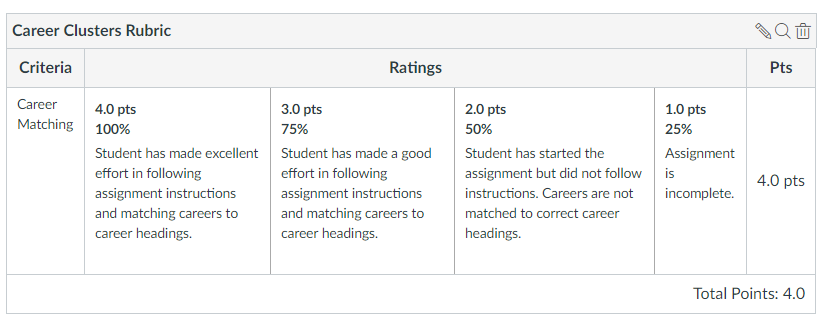 Career Clusters Rubric
Criteria
Ratings
Pts
Career
Matching
4.0 pts
100%
Student has made excellent
effort in following
assignment instructions
and matching careers to
career headings.
3.0 pts
75%
Student has made a good
effort in following
assignment instructions
and matching careers to
career headings.
2.0 pts
50%
Student has started the
assignment but did not follow
instructions. Careers are not
matched to correct career
headings.
1.0 pts
25%
Assignment
is
incomplete.
4.0 pts
Total Points: 4.0